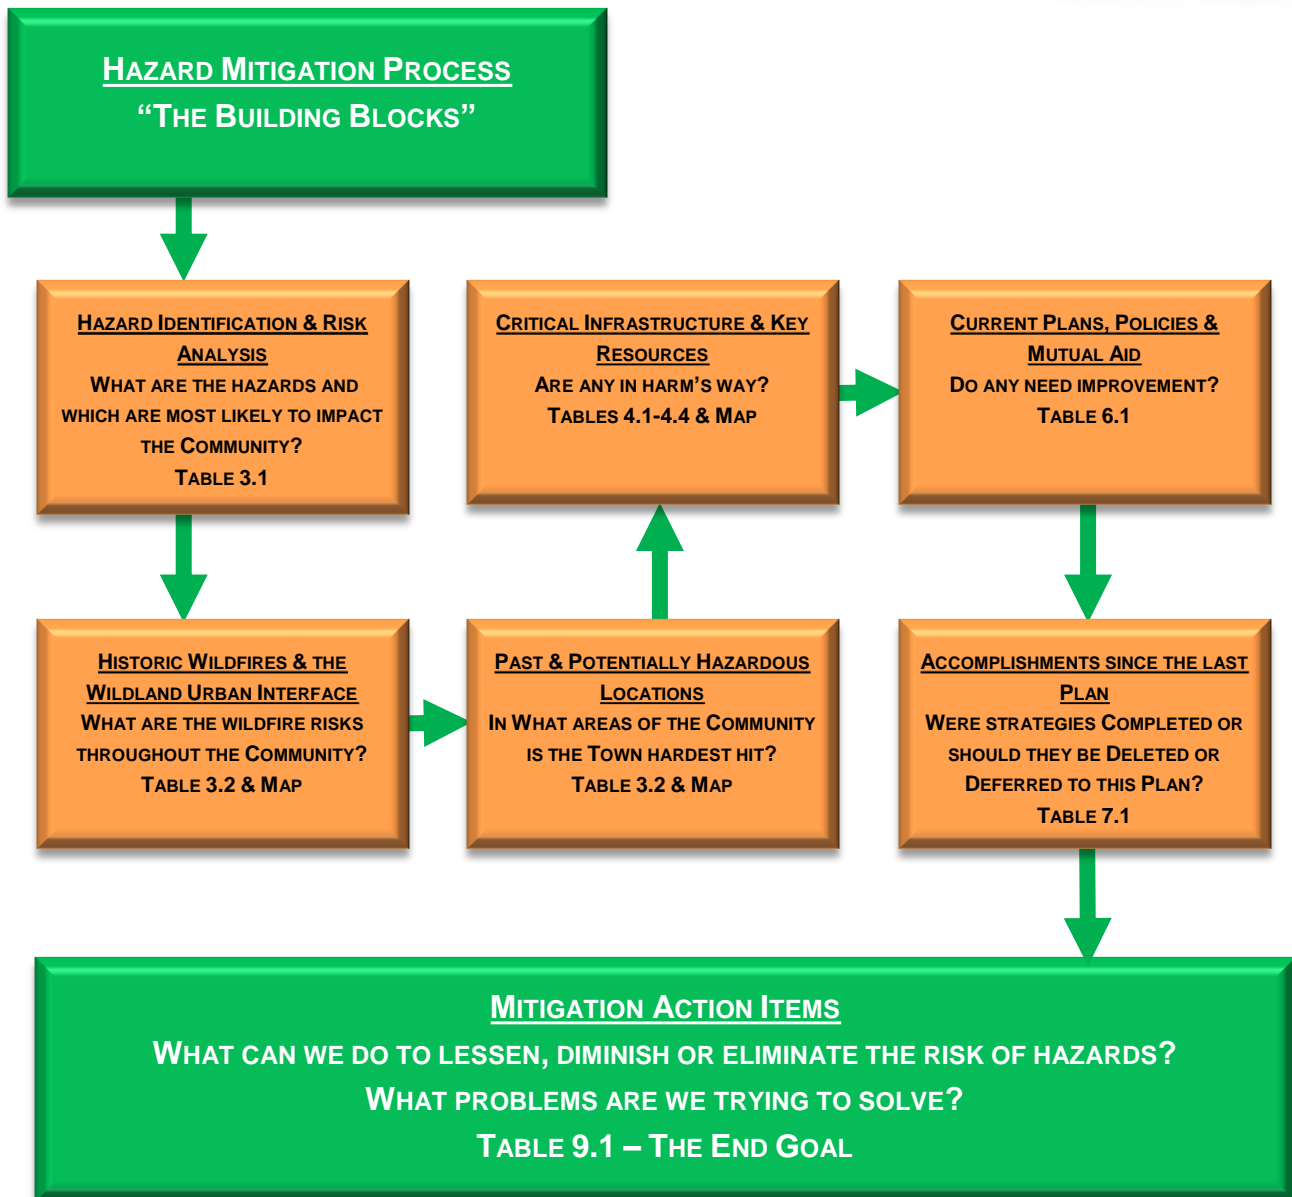 HAZARD MITIGATION PROCESS
“THE BUILDING BLOCKS”
HAZARD IDENTIFICATION & RISK
ANALYSIS
WHAT ARE THE HAZARDS AND
WHICH ARE MOST LIKELY TO IMPACT
THE COMMUNITY?
TABLE 3.1
HISTORIC WILDFIRES & THE
WILDLAND URBAN INTERFACE
WHAT ARE THE WILDFIRE RISKS
THROUGHOUT THE COMMUNITY?
TABLE 3.2 & MAP
PAST & POTENTIALLY HAZARDOUS
LOCATIONS
IN WHAT AREAS OF THE COMMUNITY
IS THE TOWN HARDEST HIT?
TABLE 3.2 & MAP
CRITICAL INFRASTRUCTURE & KEY
RESOURCES
ARE ANY IN HARM’S WAY?
TABLES 4.1-4.4 & MAP
CURRENT PLANS, POLICIES &
MUTUAL AID
DO ANY NEED IMPROVEMENT?
TABLE 6.1
ACCOMPLISHMENTS SINCE THE LAST
PLAN
WERE STRATEGIES COMPLETED OR
SHOULD THEY BE DELETED OR
DEFERRED TO THIS PLAN?
TABLE 7.1
MITIGATION ACTION ITEMS
WHAT CAN WE DO TO LESSEN, DIMINISH OR ELIMINATE THE RISK OF HAZARDS?
WHAT PROBLEMS ARE WE TRYING TO SOLVE?
TABLE 9.1 – THE END GOAL